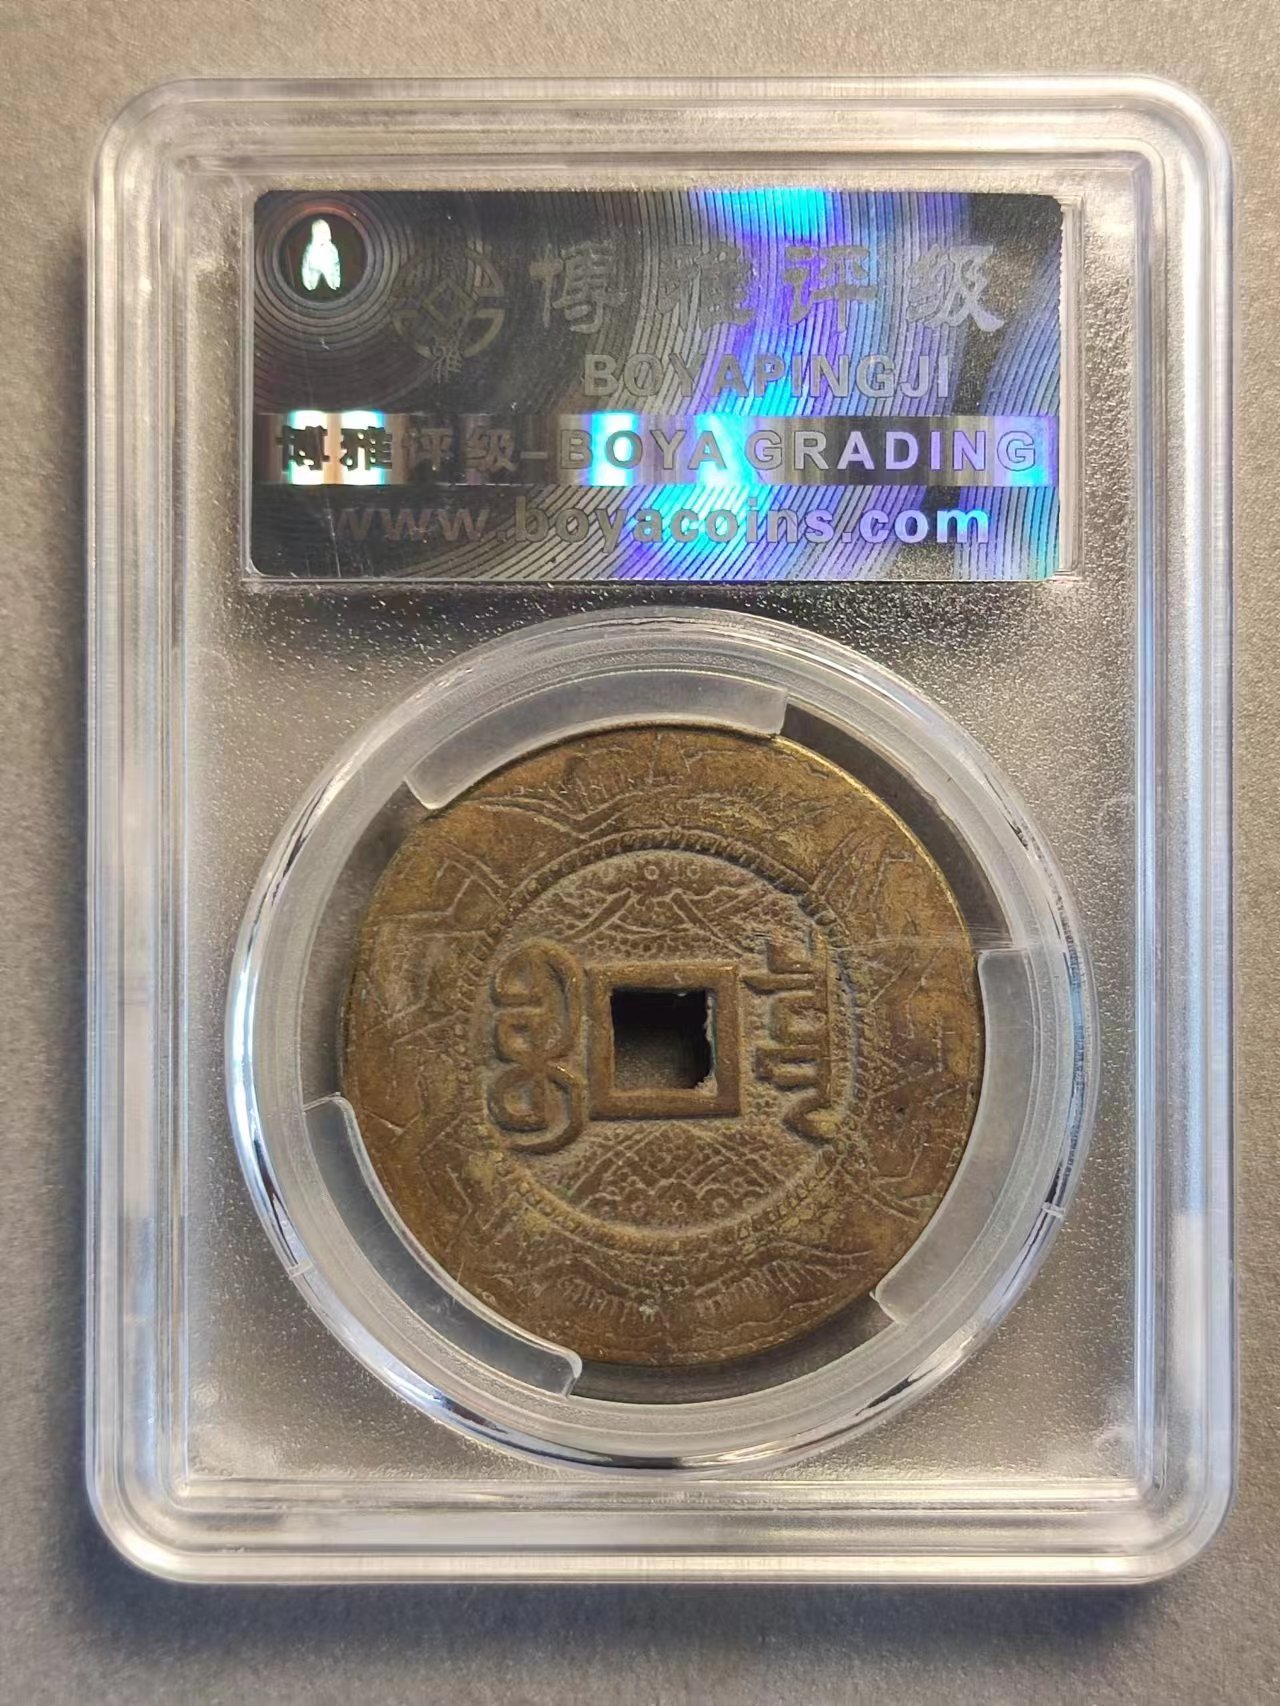 博雅评级
BOYAPINGJI
博雅评级-BOYA GRADING
www.boyacoins.com